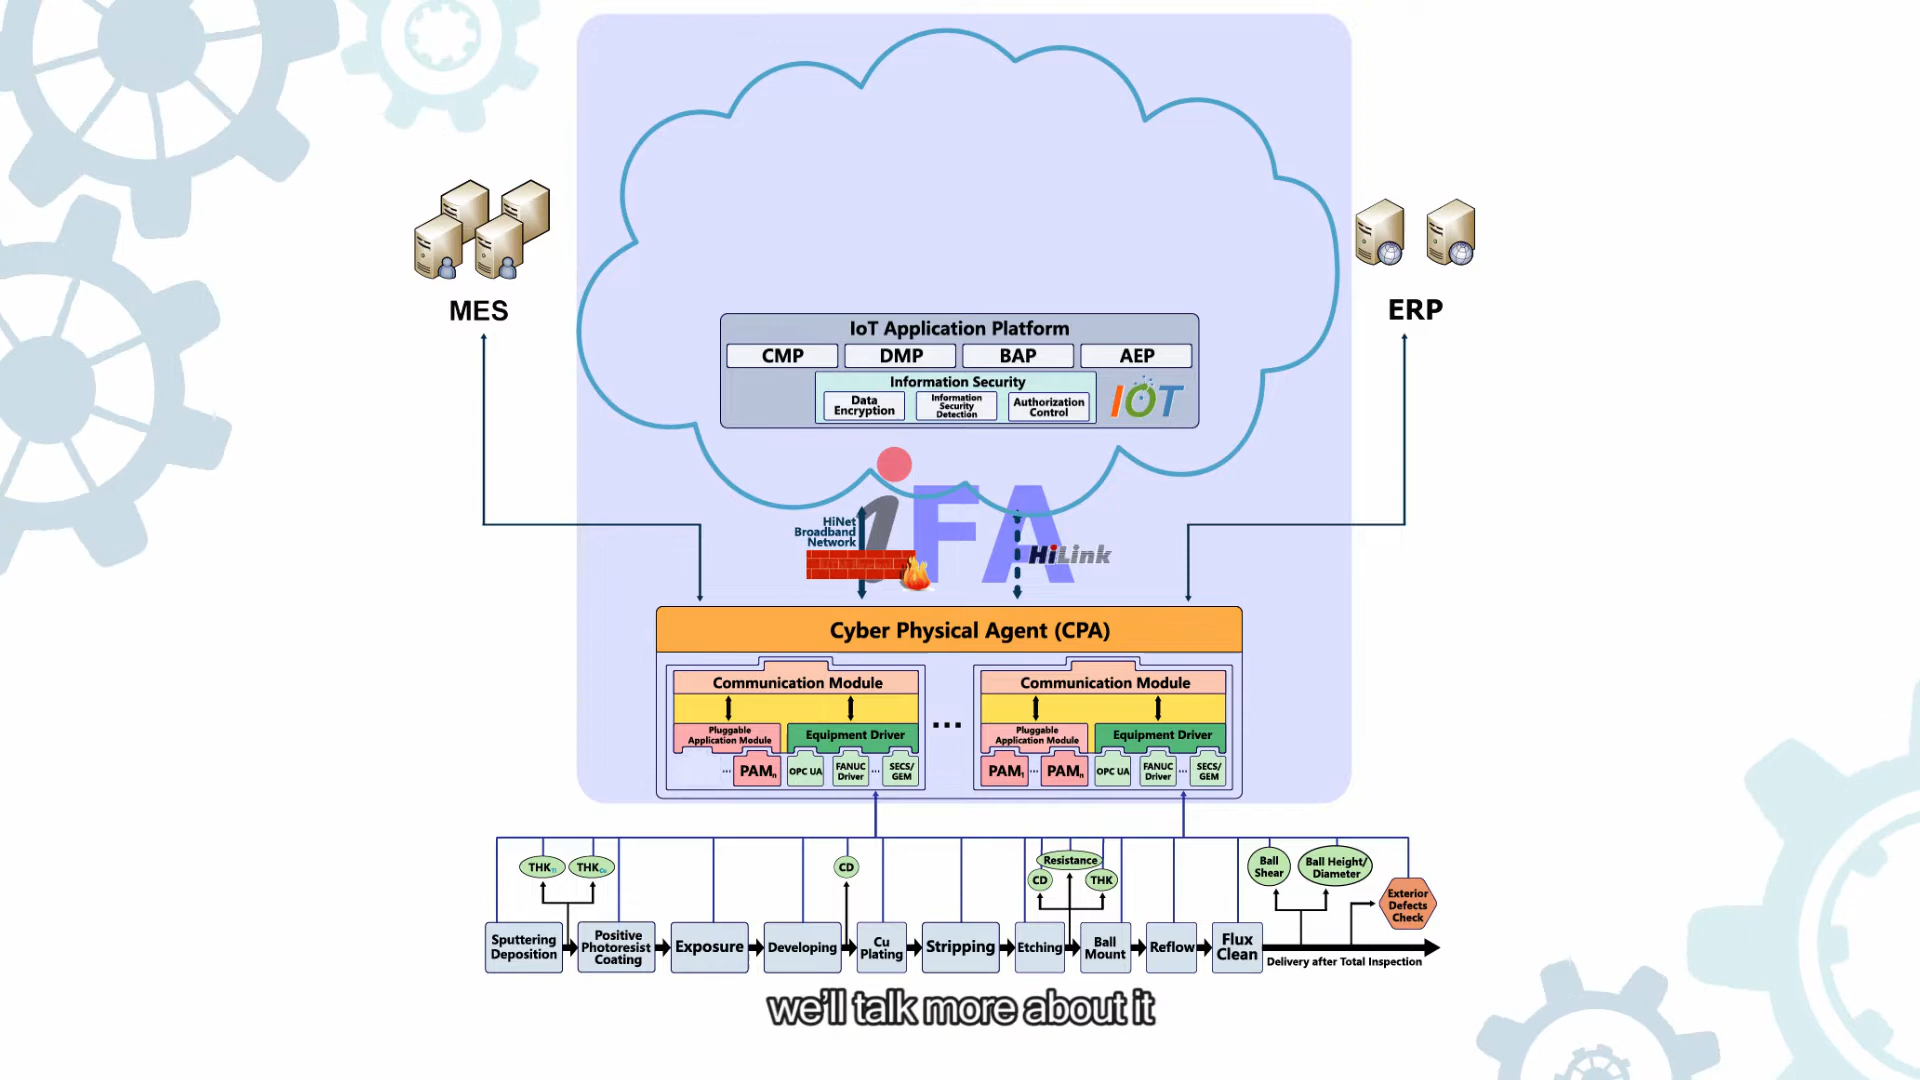 MES
ERP
IoT Application Platform
CMP
DMP
BAP
AEP
Information Security
Data
Encryption
Information
Security
Detection
Authorization
Control
IOT
iFA
HiNet
Broadband
Network
HiLink
Cyber Physical Agent (CPA)
Communication Module
Pluggable
Application Module
Equipment Driver
... PAMn
OPC UA
FANUC
Driver
...
SECS/
GEM
...
Communication Module
Pluggable
Application Module
Equipment Driver
PAM1 ... PAMn
OPC UA
FANUC
Driver
...
SECS/
GEM
THKTi
THKCu
CD
Resistance
CD
THK
Ball
Shear
Ball Height/
Diameter
Exterior
Defects
Check
Sputtering
Deposition
Positive
Photoresist
Coating
Exposure
Developing
Cu
Plating
Stripping
Etching
Ball
Mount
Reflow
Flux
Clean
Delivery after Total Inspection
we'll talk more about it